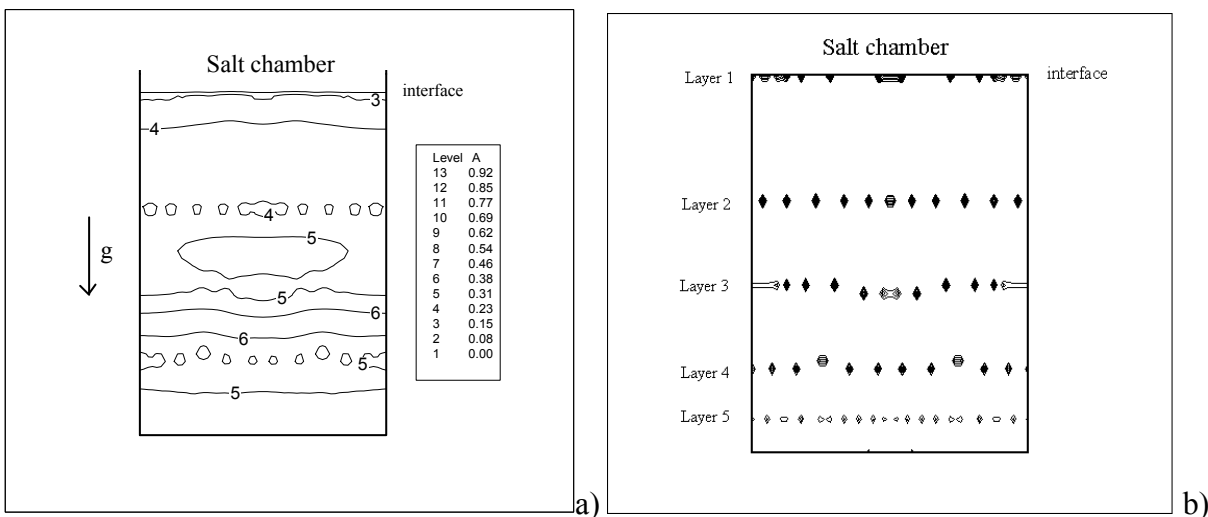 Salt chamber
interface
3
4
4
5
5
6
6
5
5
g
Level A
13 0.92
12 0.85
11 0.77
10 0.69
9 0.62
8 0.54
7 0.46
6 0.38
5 0.31
4 0.23
3 0.15
2 0.08
1 0.00
a)
Salt chamber
Layer 1
interface
Layer 2
Layer 3
Layer 4
Layer 5
b)